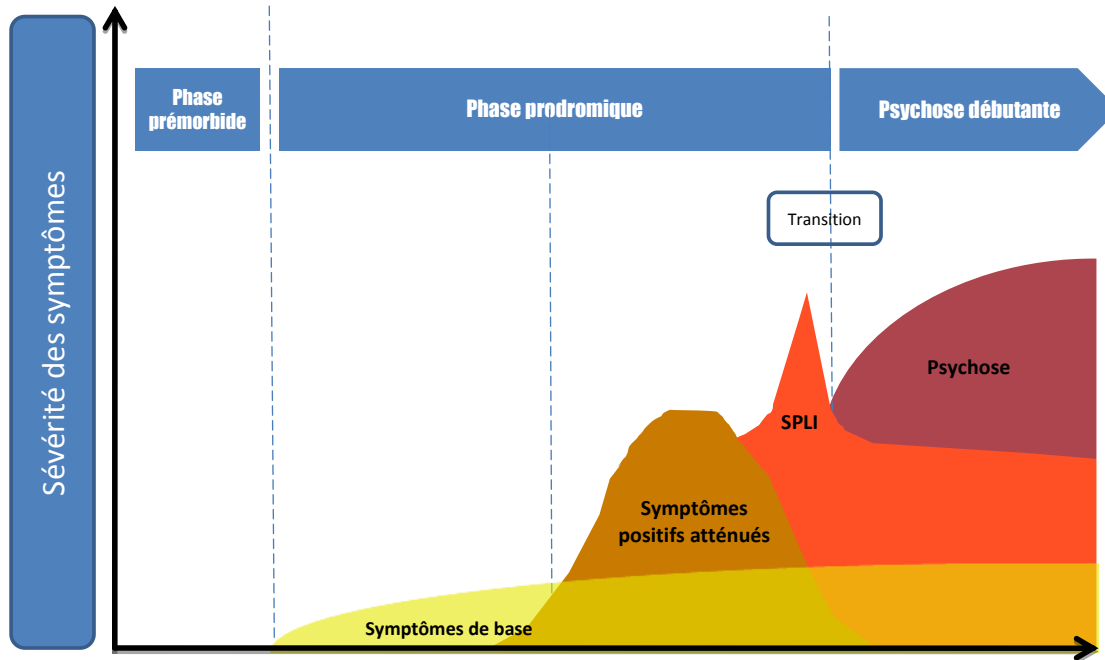 Sévérité des symptômes
Phase
prémorbide
Phase prodromique
Psychose débutante
Transition
Psychose
SPLI
Symptômes
positifs atténués
Symptômes de base